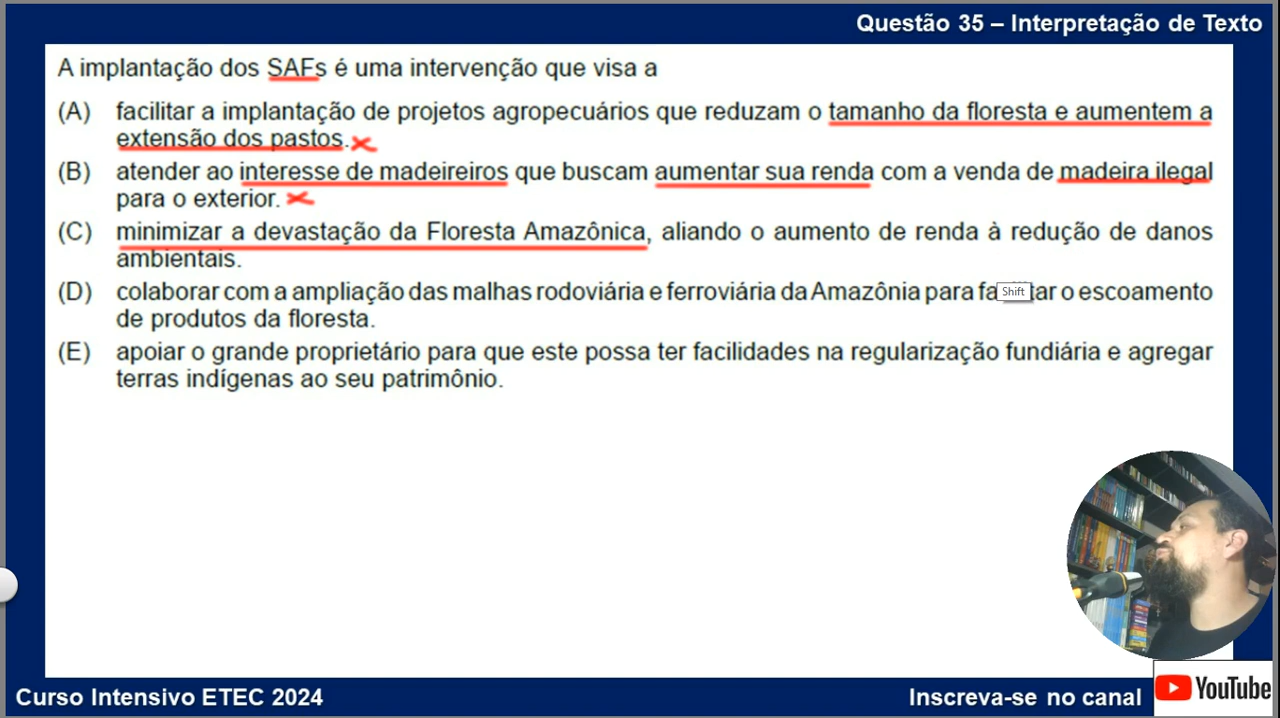 Questão 35 – Interpretação de Texto
A implantação dos SAFs é uma intervenção que visa a
(A) facilitar a implantação de projetos agropecuários que reduzam o tamanho da floresta e aumentem a
extensão dos pastos.
(B) atender ao interesse de madeireiros que buscam aumentar sua renda com a venda de madeira ilegal
para o exterior.
(C) minimizar a devastação da Floresta Amazônica, aliando o aumento de renda à redução de danos
ambientais.
(D) colaborar com a ampliação das malhas rodoviária e ferroviária da Amazônia para o escoamento
Shift
de produtos da floresta.
(E) apoiar o grande proprietário para que este possa ter facilidades na regularização fundiária e agregar
terras indígenas ao seu patrimônio.
Curso Intensivo ETEC 2024
Inscreva-se no canal
YouTube